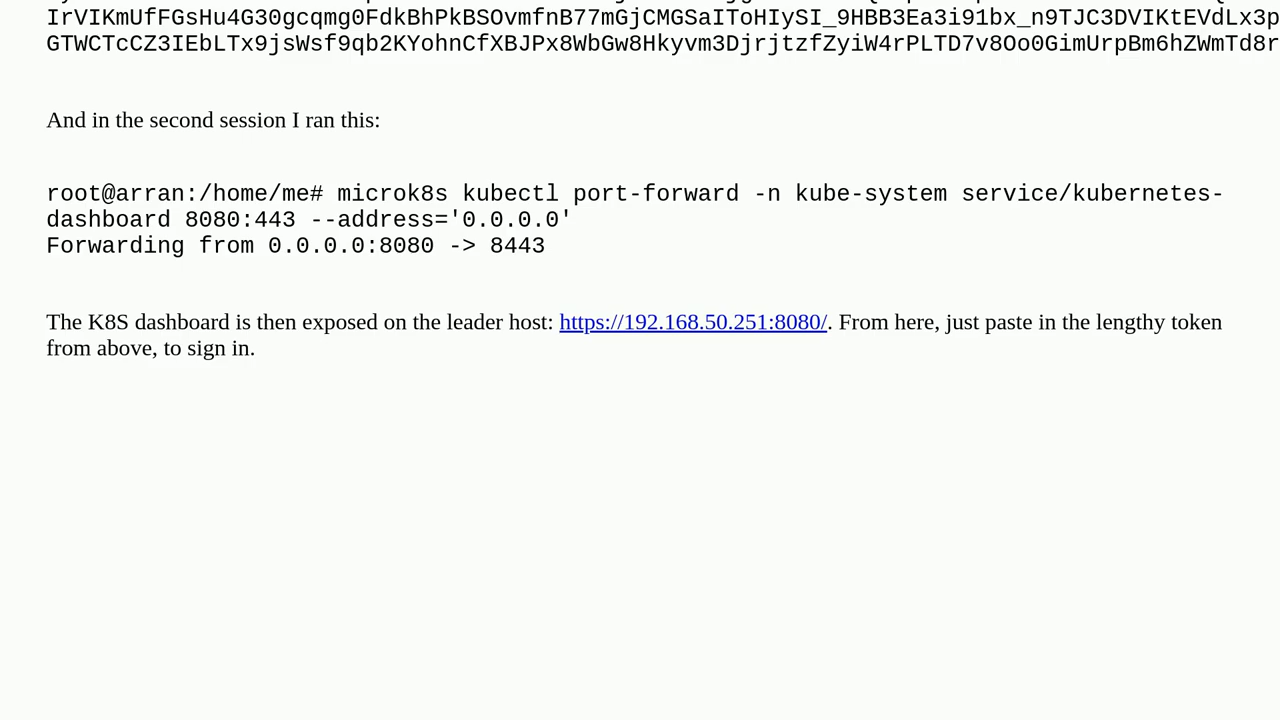 IrVIKmUfFGsHu4G30gcqmg0FdkBhPkBSOvmfnB77mGjCMGSaIToHIySI_9HBB3Ea3i91bx_n9TJC3DVIKtEVdLx3p
GTWCTcCZ3IEbLTx9jsWsf9qb2KYohnCfXBJPx8WbGw8Hkyvm3DjrjtzfZyiW4rPLTD7v8Oo0GimUrpBm6hZWmTd8r
And in the second session I ran this:
root@arran:/home/me# microk8s kubectl port-forward -n kube-system service/kubernetes-
dashboard 8080:443 --address='0.0.0.0'
Forwarding from 0.0.0.0:8080 -> 8443
The K8S dashboard is then exposed on the leader host: https://192.168.50.251:8080/. From here, just paste in the lengthy token
from above, to sign in.